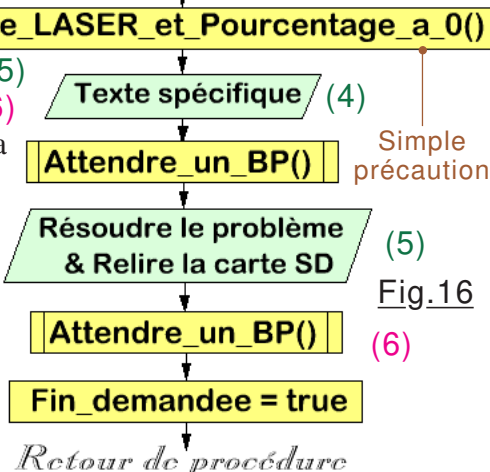 e_LASER_et_Pourcentage_a_0()
5)
6)
a
Texte spécifique
(4)
Simple
précaution
Attendre_un_BP()
Résoudre le problème
& Relire la carte SD
(5)
Fig.16
Attendre_un_BP()
(6)
Fin_demandee = true
Retour de procédure